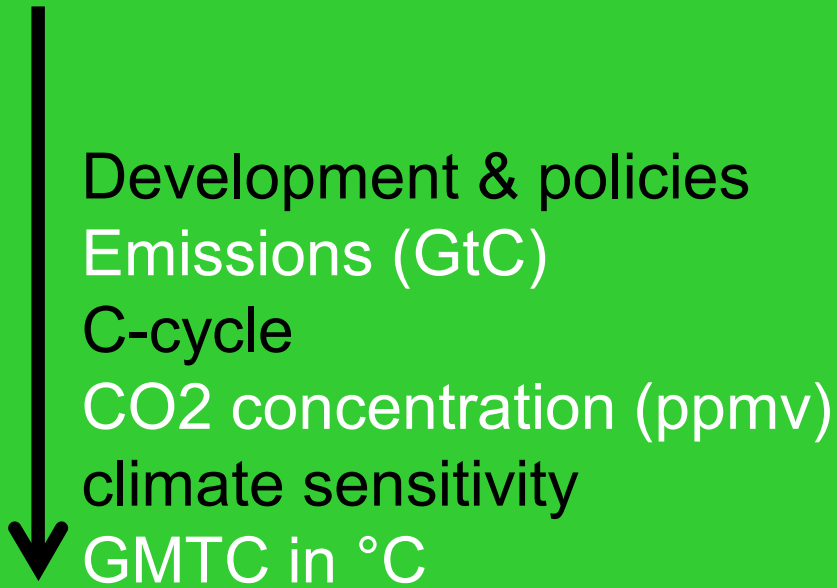 Development & policies
Emissions (GtC)
C-cycle
CO2 concentration (ppmv)
climate sensitivity
GMTC in °C